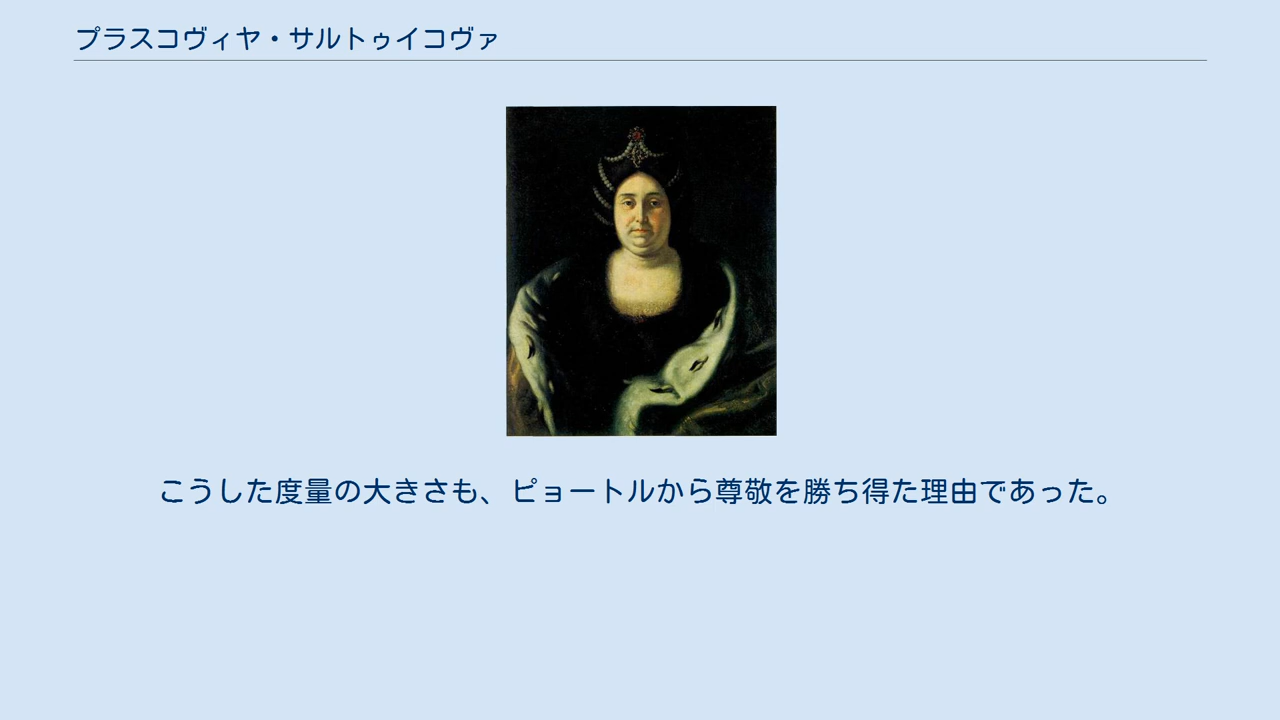 プラスコヴィヤ・サルトゥイコヴァ
こうした度量の大きさも、ピョートルから尊敬を勝ち得た理由であった。